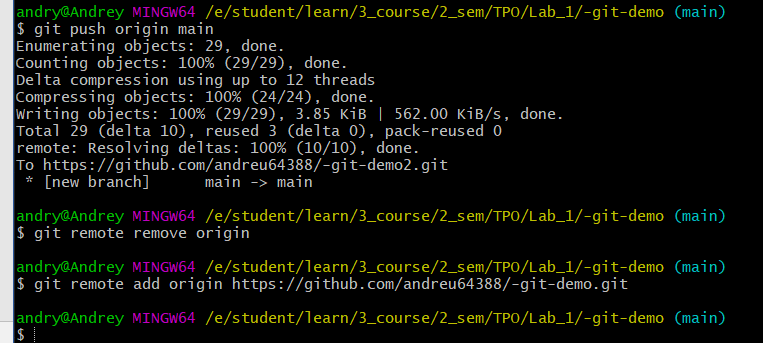 andry@Andrey MINGW64 /e/student/learn/3_course/2_sem/TPO/Lab_1/-git-demo (main)
$ git push origin main
Enumerating objects: 29, done.
Counting objects: 100% (29/29), done.
Delta compression using up to 12 threads
Compressing objects: 100% (24/24), done.
Writing objects: 100% (29/29), 3.85 KiB | 562.00 KiB/s, done.
Total 29 (delta 10), reused 3 (delta 0), pack-reused 0
remote: Resolving deltas: 100% (10/10), done.
To https://github.com/andreu64388/-git-demo2.git
 * [new branch]      main -> main
andry@Andrey MINGW64 /e/student/learn/3_course/2_sem/TPO/Lab_1/-git-demo (main)
$ git remote remove origin
andry@Andrey MINGW64 /e/student/learn/3_course/2_sem/TPO/Lab_1/-git-demo (main)
$ git remote add origin https://github.com/andreu64388/-git-demo.git
andry@Andrey MINGW64 /e/student/learn/3_course/2_sem/TPO/Lab_1/-git-demo (main)
$